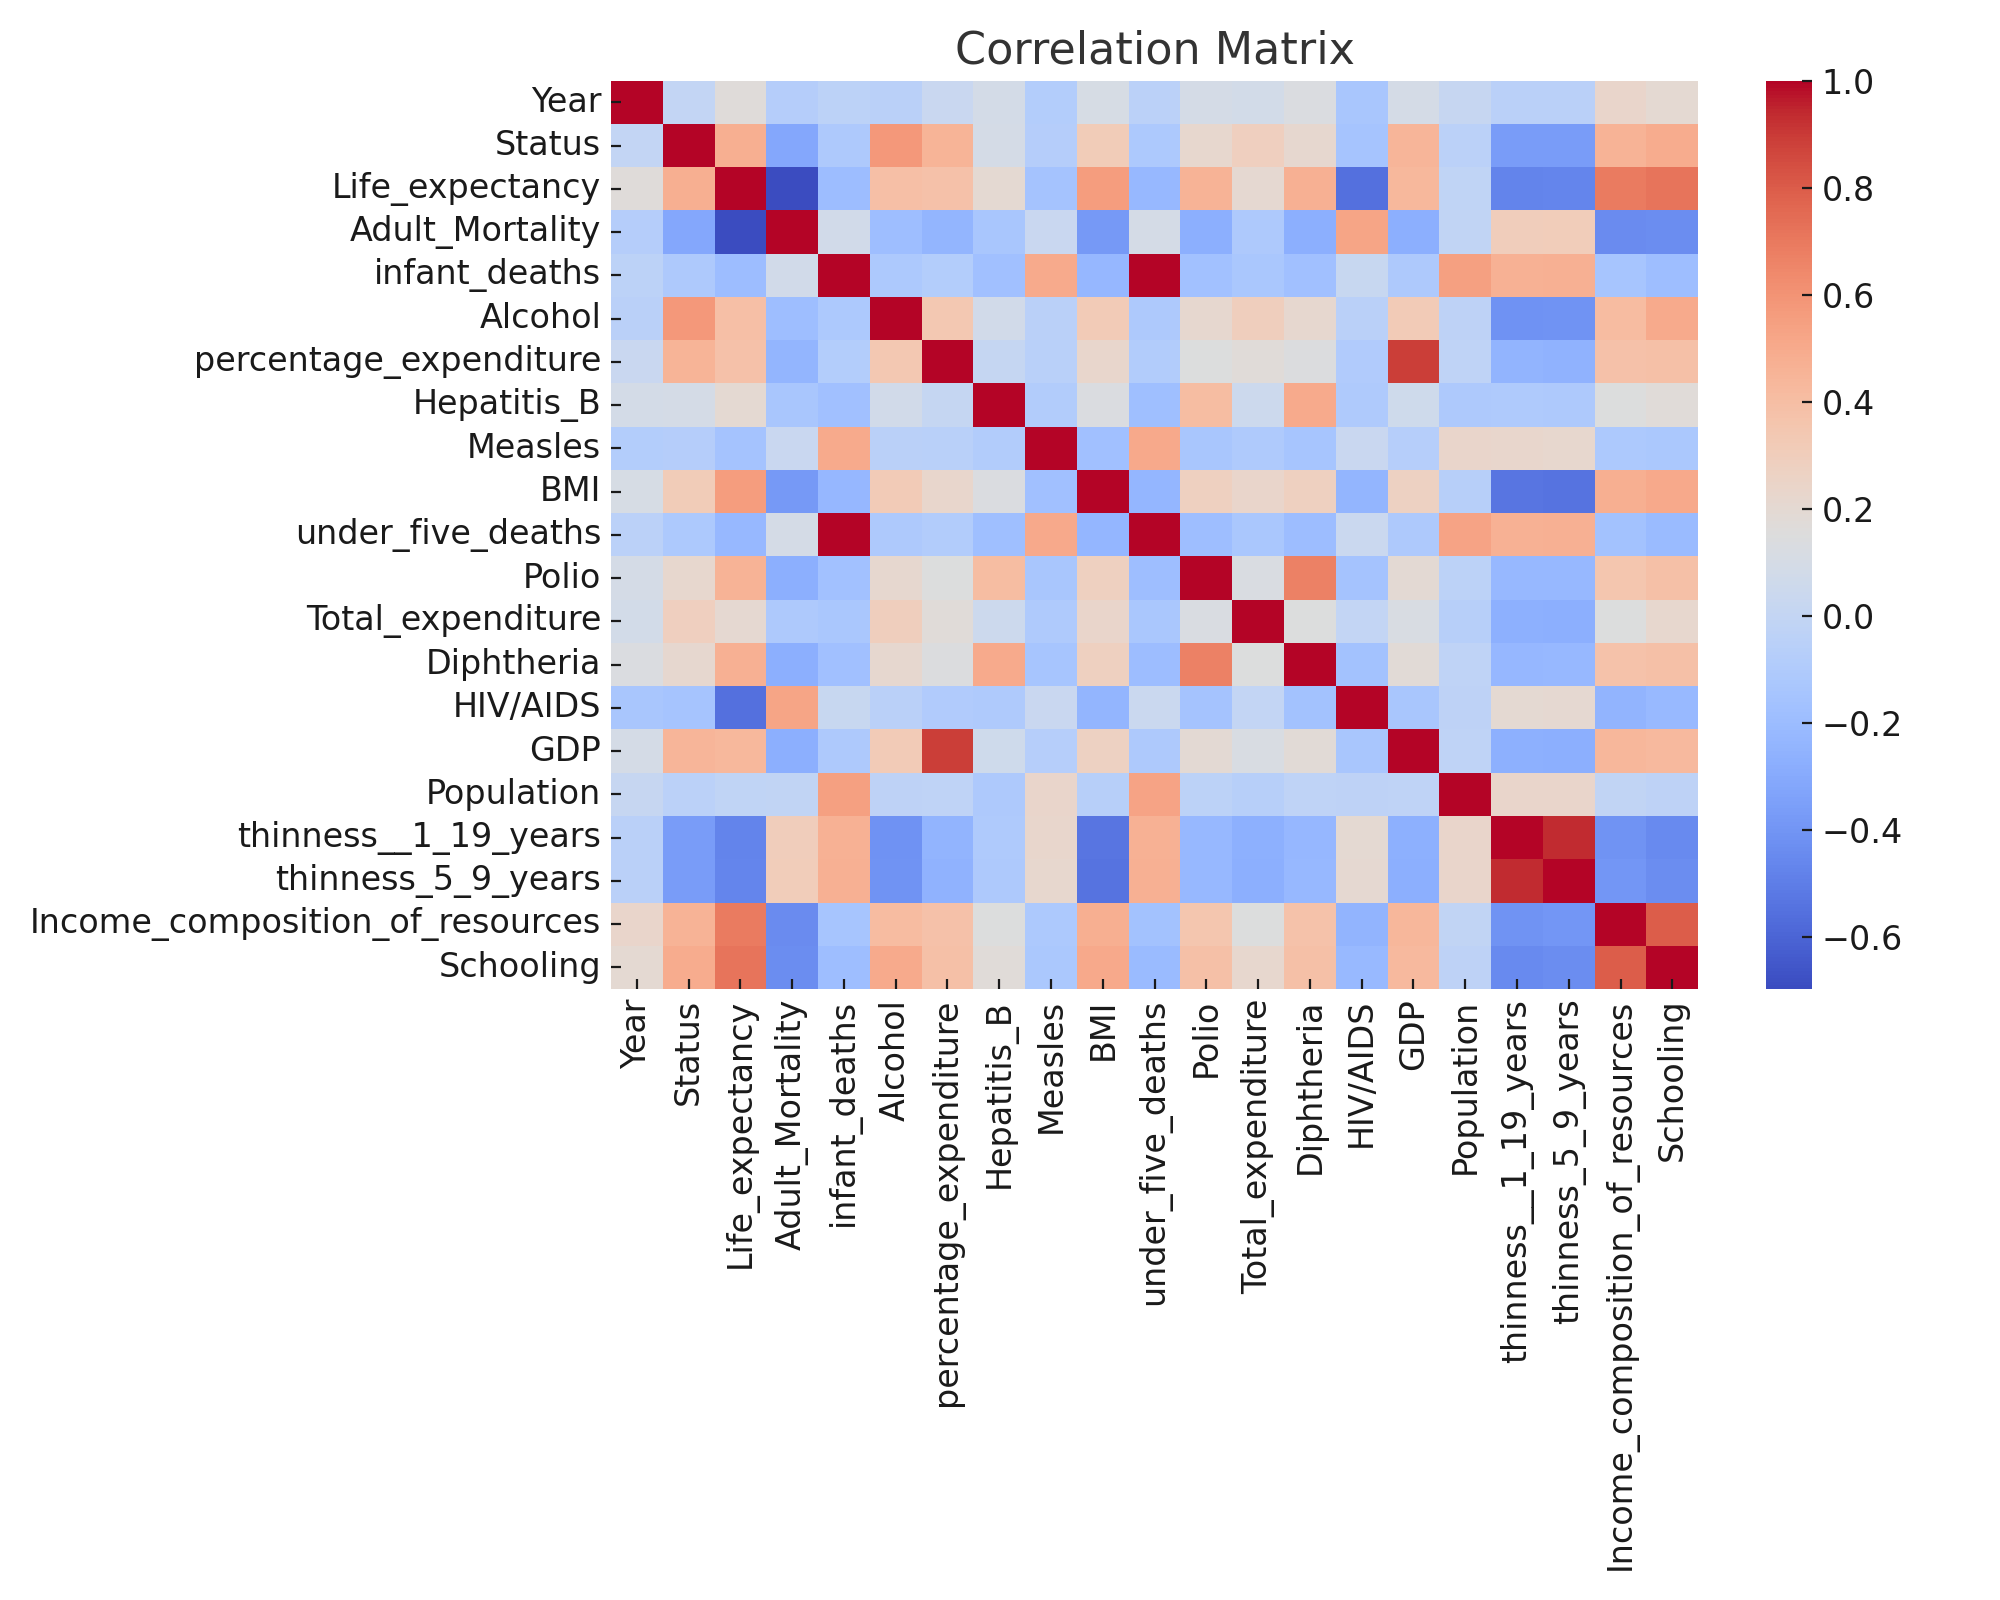 Correlation Matrix
Year
Status
Life_expectancy
Adult_Mortality
infant_deaths
Alcohol
percentage_expenditure
Hepatitis_B
Measles
BMI
under_five_deaths
Polio
Total_expenditure
Diphtheria
HIV/AIDS
GDP
Population
thinness__1_19_years
thinness_5_9_years
Income_composition_of_resources
Schooling
Year
Status
Life_expectancy
Adult_Mortality
infant_deaths
Alcohol
percentage_expenditure
Hepatitis_B
Measles
BMI
under_five_deaths
Polio
Total_expenditure
Diphtheria
HIV/AIDS
GDP
Population
thinness__1_19_years
thinness_5_9_years
Income_composition_of_resources
Schooling
1.0
0.8
0.6
0.4
0.2
0.0
−0.2
−0.4
−0.6